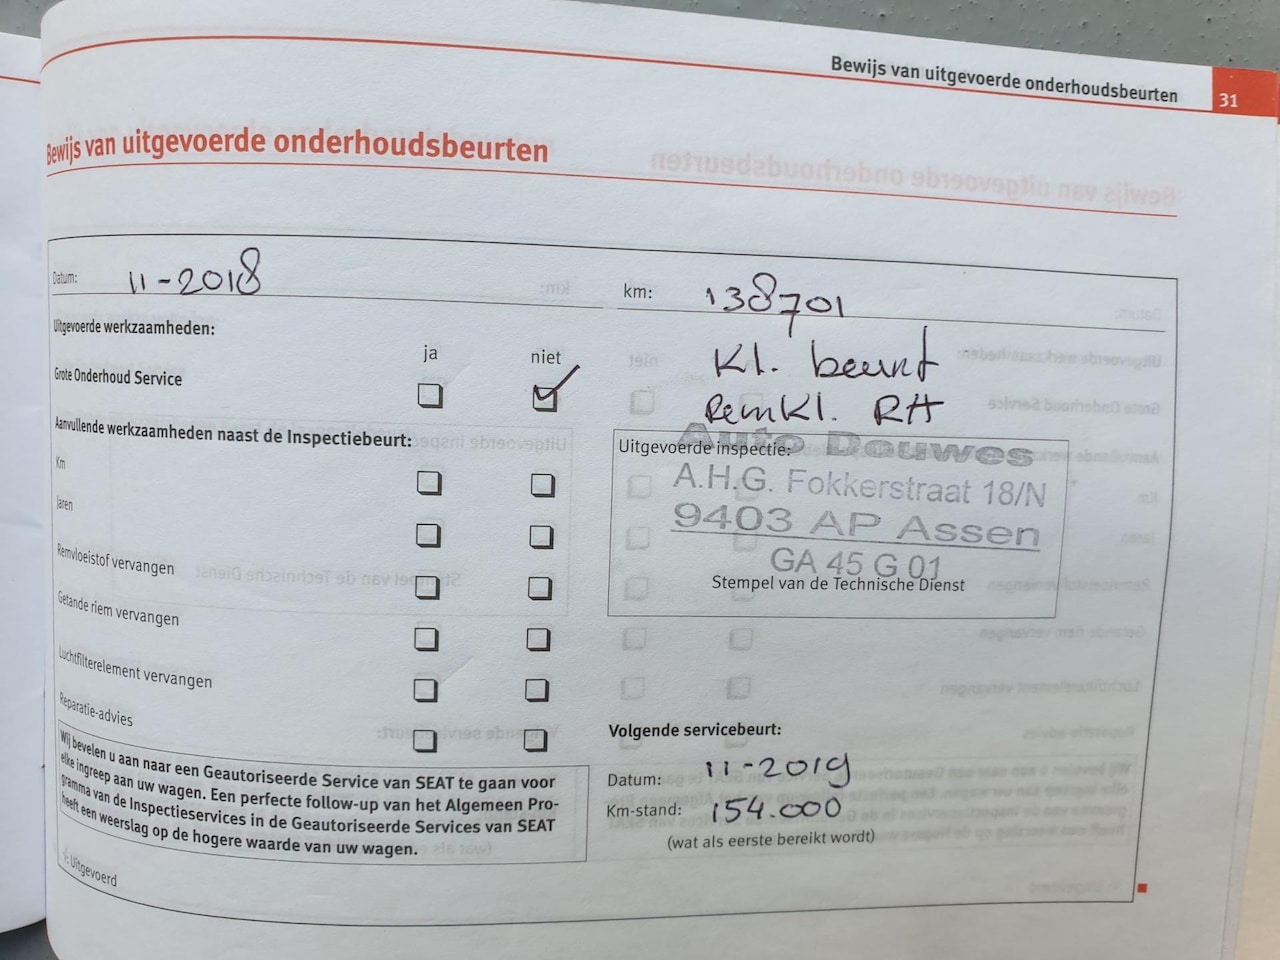 Bewijs van uitgevoerde onderhoudsbeurten 31
Bewijs van uitgevoerde onderhoudsbeurten
Datum: 11-2018
km: 138701
Uitgevoerde werkzaamheden:
ja niet
Grote Onderhoud Service
Kl. beurt
RemKl. RH
Aanvullende werkzaamheden naast de Inspectiebeurt:
Km
Jaren
Remvloeistof vervangen
Getande riem vervangen
Luchtfilterelement vervangen
Reparatie-advies
Uitgevoerde inspectie:
Auto Douwes
A.H.G. Fokkerstraat 18/N
9403 AP Assen
GA 45 G 01
Stempel van de Technische Dienst
Wij bevelen u aan naar een Geautoriseerde Service van SEAT te gaan voor
elke ingreep aan uw wagen. Een perfecte follow-up van het Algemeen Pro-
gramma van de Inspectieservices in de Geautoriseerde Services van SEAT
heeft een weerslag op de hogere waarde van uw wagen.
√: Uitgevoerd
Volgende servicebeurt:
Datum: 11-2019
Km-stand: 154.000
(wat als eerste bereikt wordt)